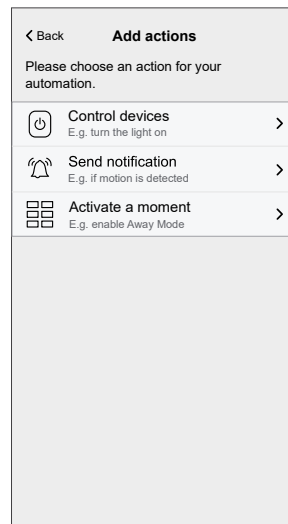 Back
Add actions
Please choose an action for your
automation.
Control devices
E.g. turn the light on
Send notification
E.g. if motion is detected
Activate a moment
E.g. enable Away Mode